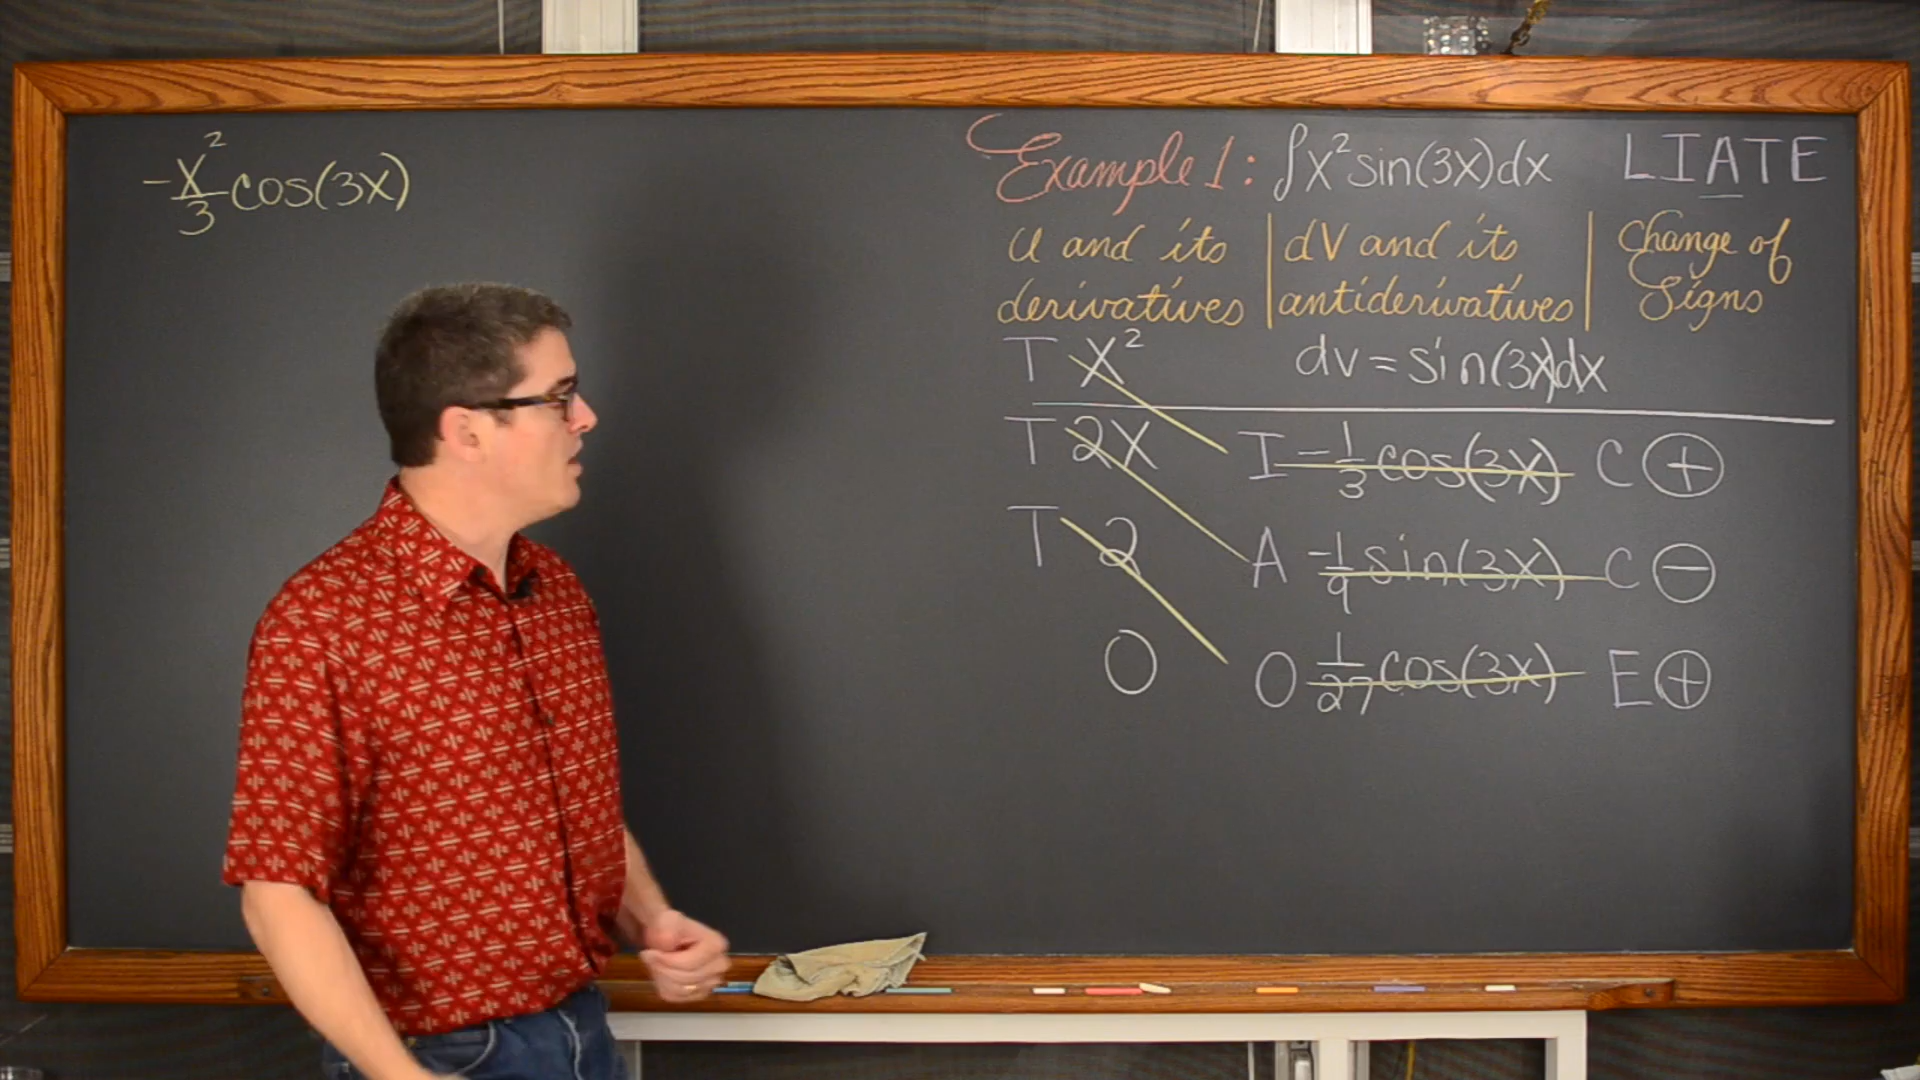 -x²/3 cos(3x)
Example 1: ∫x²sin(3x)dx LIATE
u and its derivatives | dV and its antiderivatives | Change of Signs
T x² dv = sin(3x)dx
T 2x I -1/3 cos(3x) C +
T 2 A -1/9 sin(3x) C -
0 O 1/27 cos(3x) E +